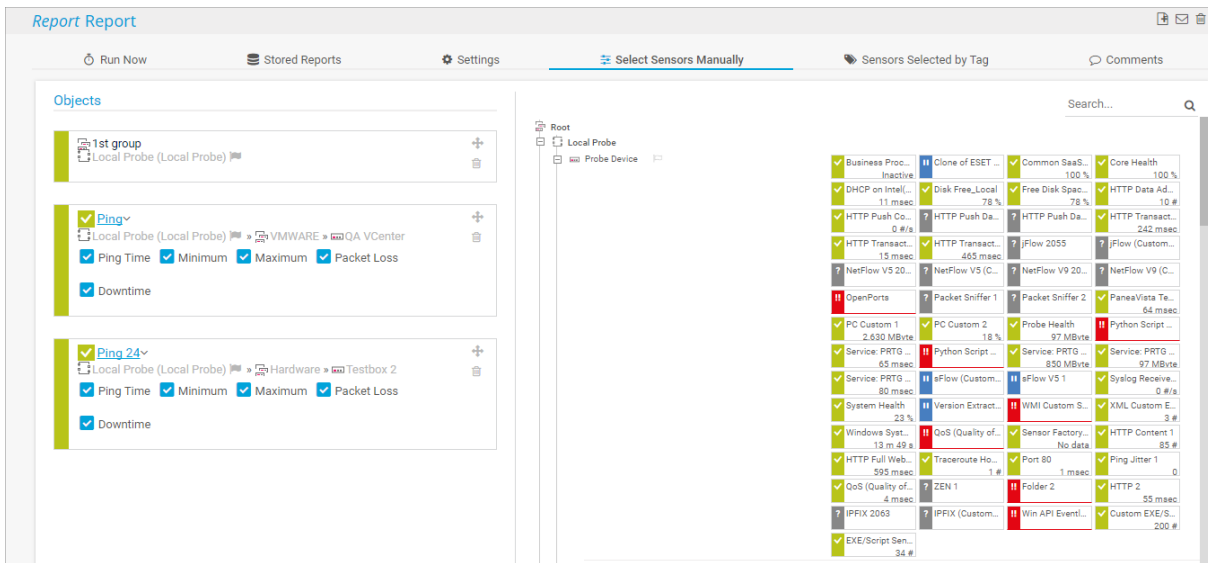 Report Report
Run Now
Stored Reports
Settings
Select Sensors Manually
Sensors Selected by Tag
Comments
Objects
1st group
Local Probe (Local Probe)
Ping
Local Probe (Local Probe) » VMWARE » QA VCenter
Ping Time Minimum Maximum Packet Loss
Downtime
Ping 24
Local Probe (Local Probe) » Hardware » Testbox 2
Ping Time Minimum Maximum Packet Loss
Downtime
Search...
Root
Local Probe
Probe Device
Business Proc... Clone of ESET ... Common SaaS... Core Health
Inactive 100 % 100 %
DHCP on Intel(... Disk Free_Local Free Disk Spac... HTTP Data Ad...
11 msec 78 % 78 % 10 #
HTTP Push Co... HTTP Push Da... HTTP Push Da... HTTP Transact...
0 #/s 242 msec
HTTP Transact... HTTP Transact... jFlow 2055 jFlow (Custom...
15 msec 465 msec
NetFlow V5 20... NetFlow V5 (C... NetFlow V9 20... NetFlow V9 (C...
OpenPorts Packet Sniffer 1 Packet Sniffer 2 PaneaVista Te...
64 msec
PC Custom 1 PC Custom 2 Probe Health Python Script ...
2.630 MByte 18 % 97 MByte
Service: PRTG ... Python Script ... Service: PRTG ... Service: PRTG ...
65 msec 850 MByte 97 MByte
Service: PRTG ... sFlow (Custom... sFlow V5 1 Syslog Receive...
80 msec 0 #/s
System Health Version Extract... WMI Custom S... XML Custom E...
23 % 3 #
Windows Syst... QoS (Quality of... Sensor Factory... HTTP Content 1
13 m 49 s No data 85 #
HTTP Full Web... Traceroute Ho... Port 80 Ping Jitter 1
595 msec 1 # 1 msec 0
QoS (Quality of... ZEN 1 Folder 2 HTTP 2
4 msec 55 msec
IPFIX 2063 IPFIX (Custom... Win API Eventl... Custom EXE/S...
200 #
EXE/Script Sen...
34 #